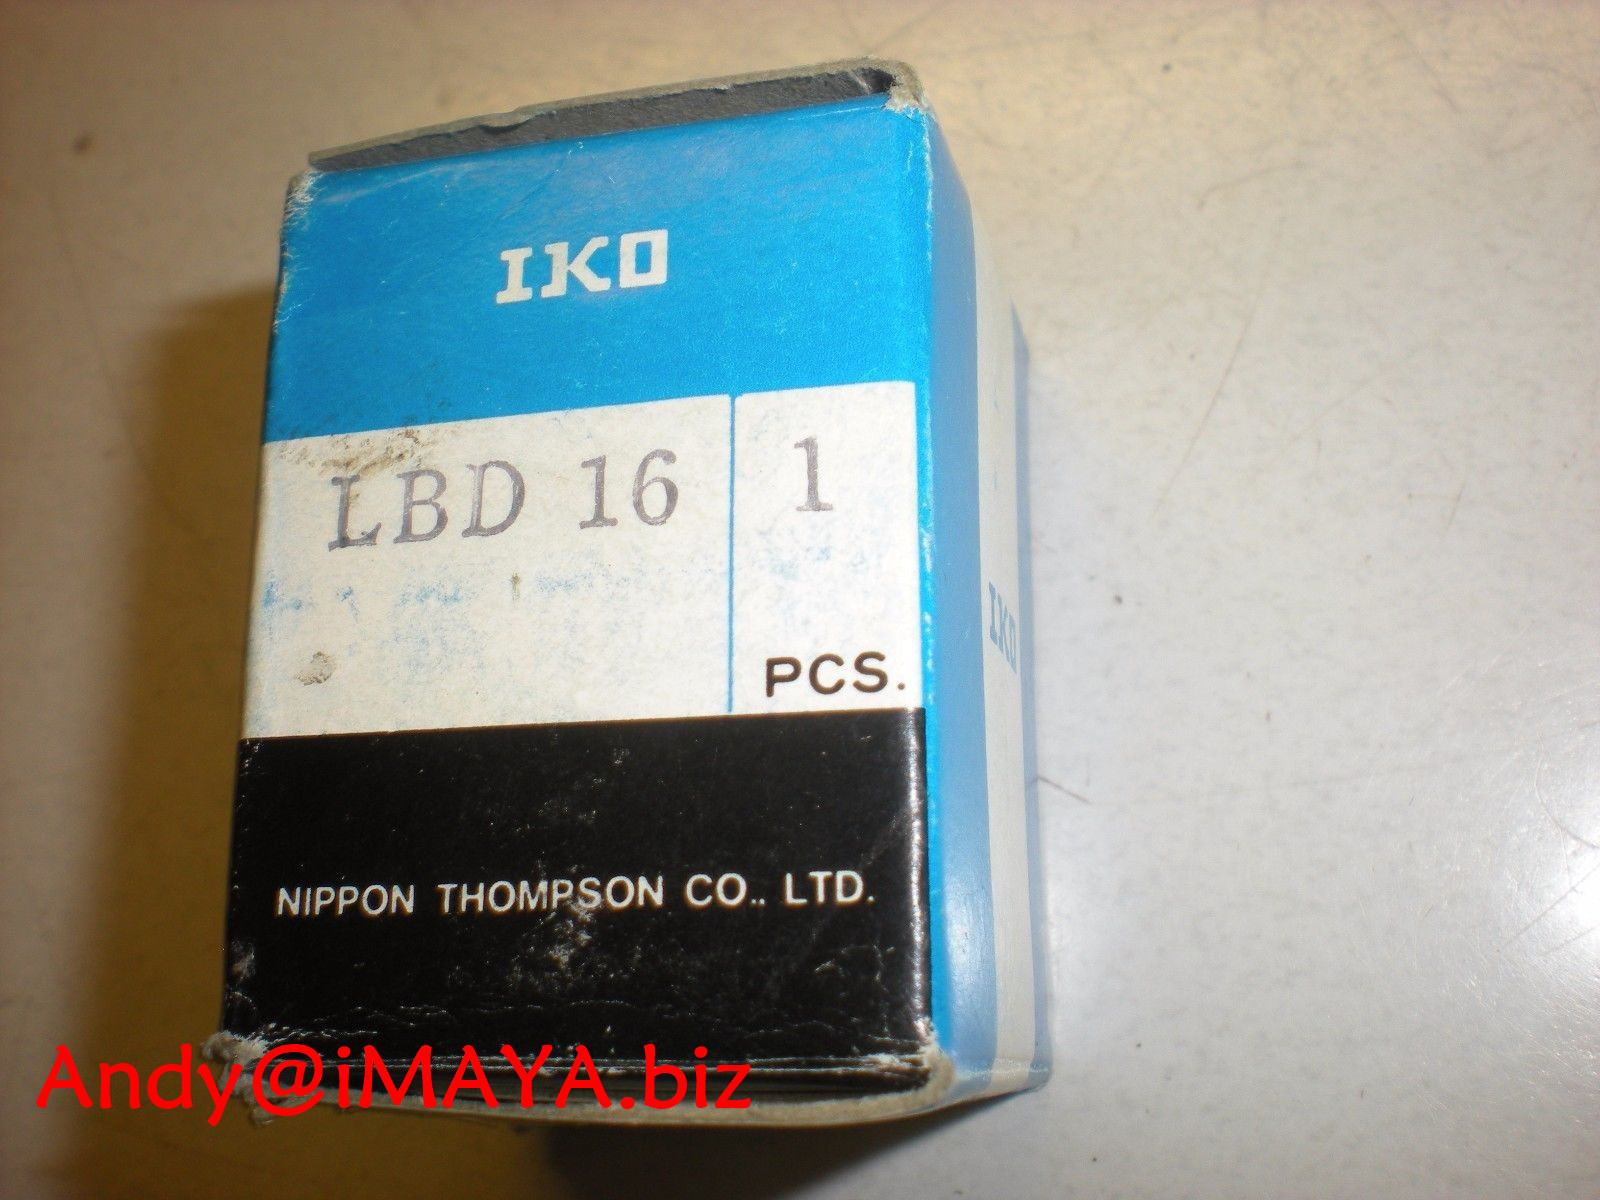 IKO
LBD 16
1
PCS.
NIPPON THOMPSON CO., LTD.
IKO
Andy@iMAYA.biz